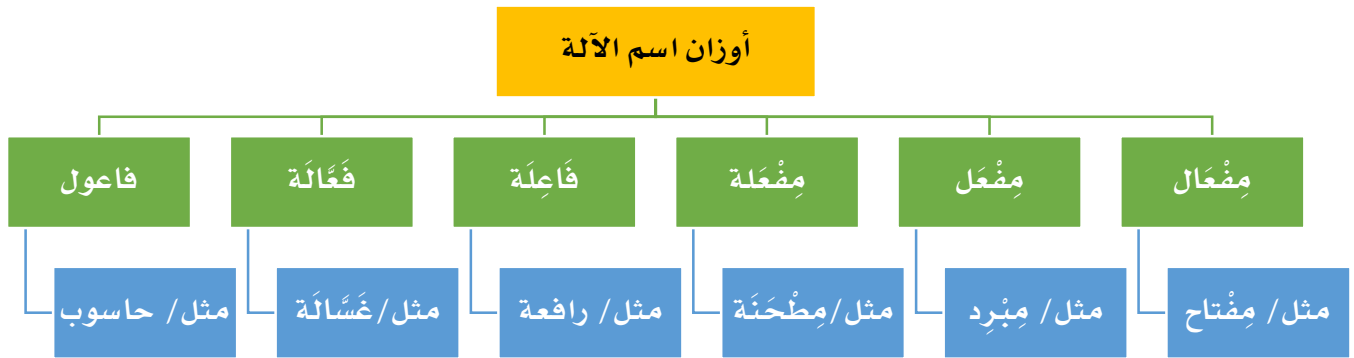 أوزان اسم الآلة
مِفْعَال
مِفْعَل
مِفْعَلة
فَاعِلَة
فَعَّالَة
فاعول
مثل/ مِفْتاح
مثل/ مِبْرِد
مثل/مِطْحَنَة
مثل/ رافعة
مثل/غَسَّالَة
مثل/ حاسوب